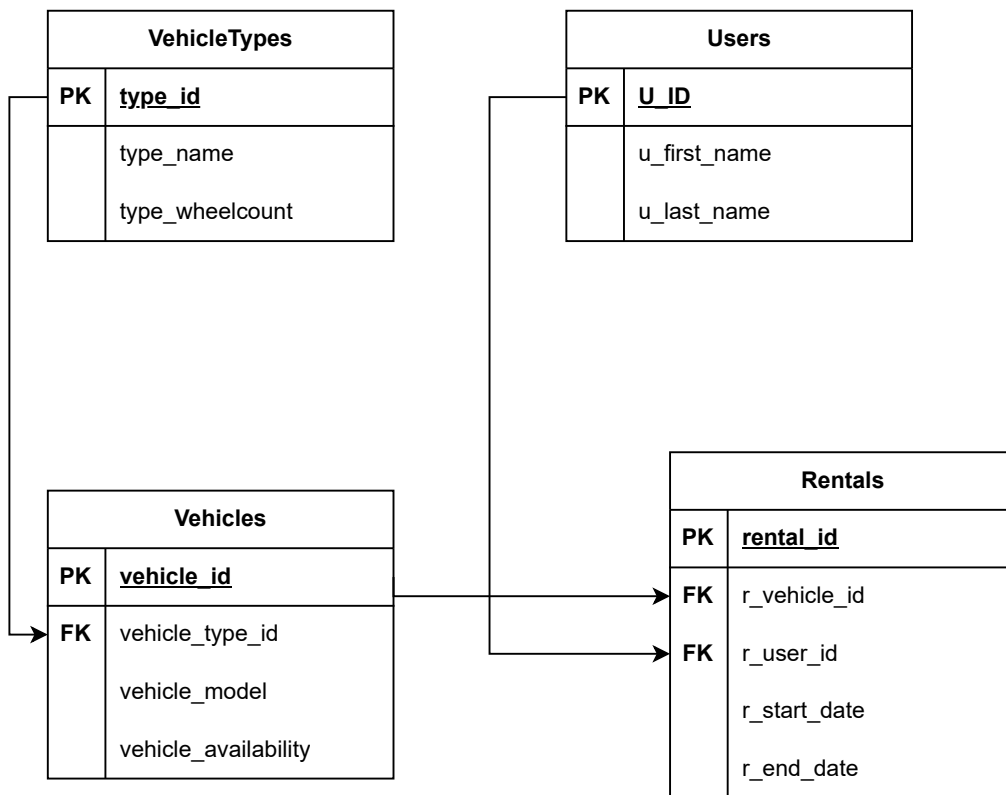 VehicleTypes
PK type_id
type_name
type_wheelcount
Users
PK U_ID
u_first_name
u_last_name
Vehicles
PK vehicle_id
FK vehicle_type_id
vehicle_model
vehicle_availability
Rentals
PK rental_id
FK r_vehicle_id
FK r_user_id
r_start_date
r_end_date